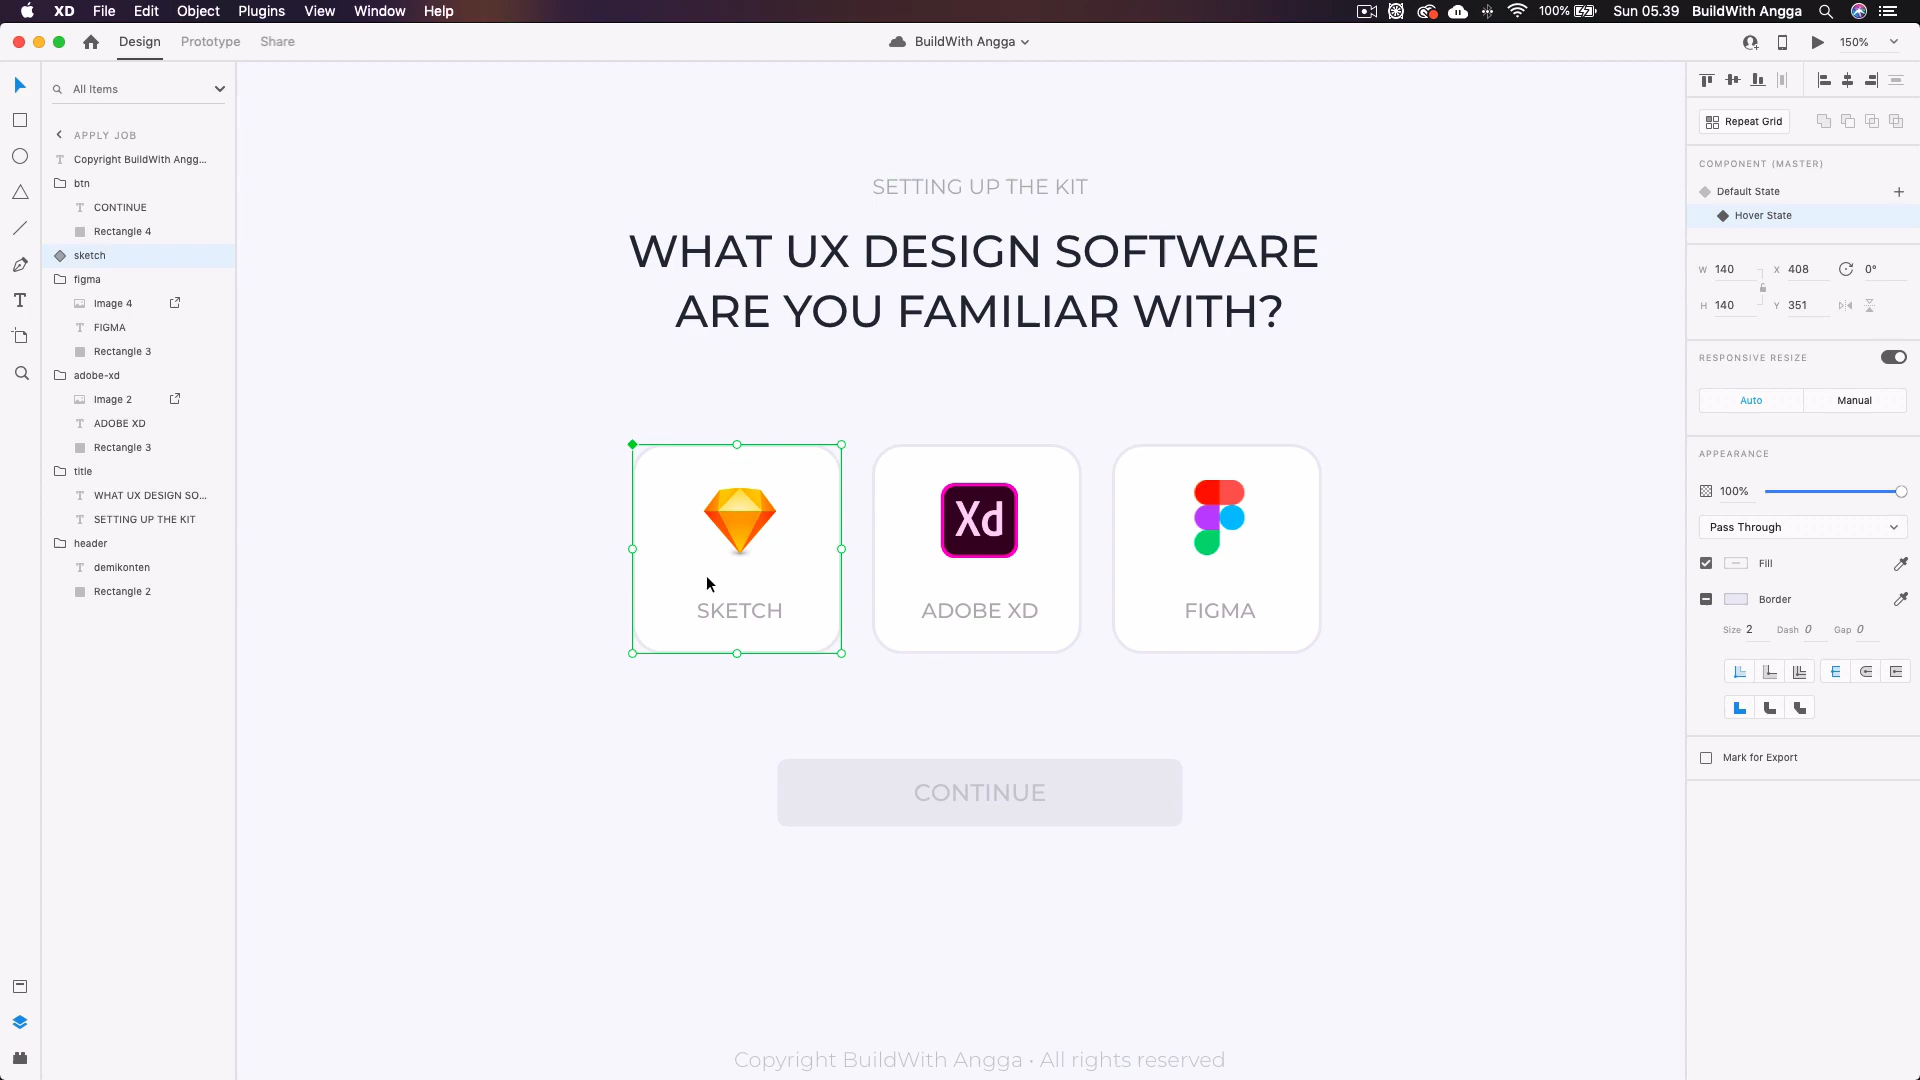 XD File Edit Object Plugins View Window Help 100% Sun 05.39 BuildWith Angga
Design Prototype Share BuildWith Angga 150%
All Items
APPLY JOB
Copyright BuildWith Angg...
btn
CONTINUE
Rectangle 4
sketch
figma
Image 4
FIGMA
Rectangle 3
adobe-xd
Image 2
ADOBE XD
Rectangle 3
title
WHAT UX DESIGN SO...
SETTING UP THE KIT
header
demikonten
Rectangle 2
SETTING UP THE KIT
WHAT UX DESIGN SOFTWARE
ARE YOU FAMILIAR WITH?
Xd
SKETCH
ADOBE XD
FIGMA
CONTINUE
Copyright BuildWith Angga • All rights reserved
Repeat Grid
COMPONENT (MASTER)
Default State
Hover State
W 140 X 408 0°
H 140 Y 351
RESPONSIVE RESIZE
Auto Manual
APPEARANCE
100%
Pass Through
Fill
Border
Size 2 Dash 0 Gap 0
Mark for Export